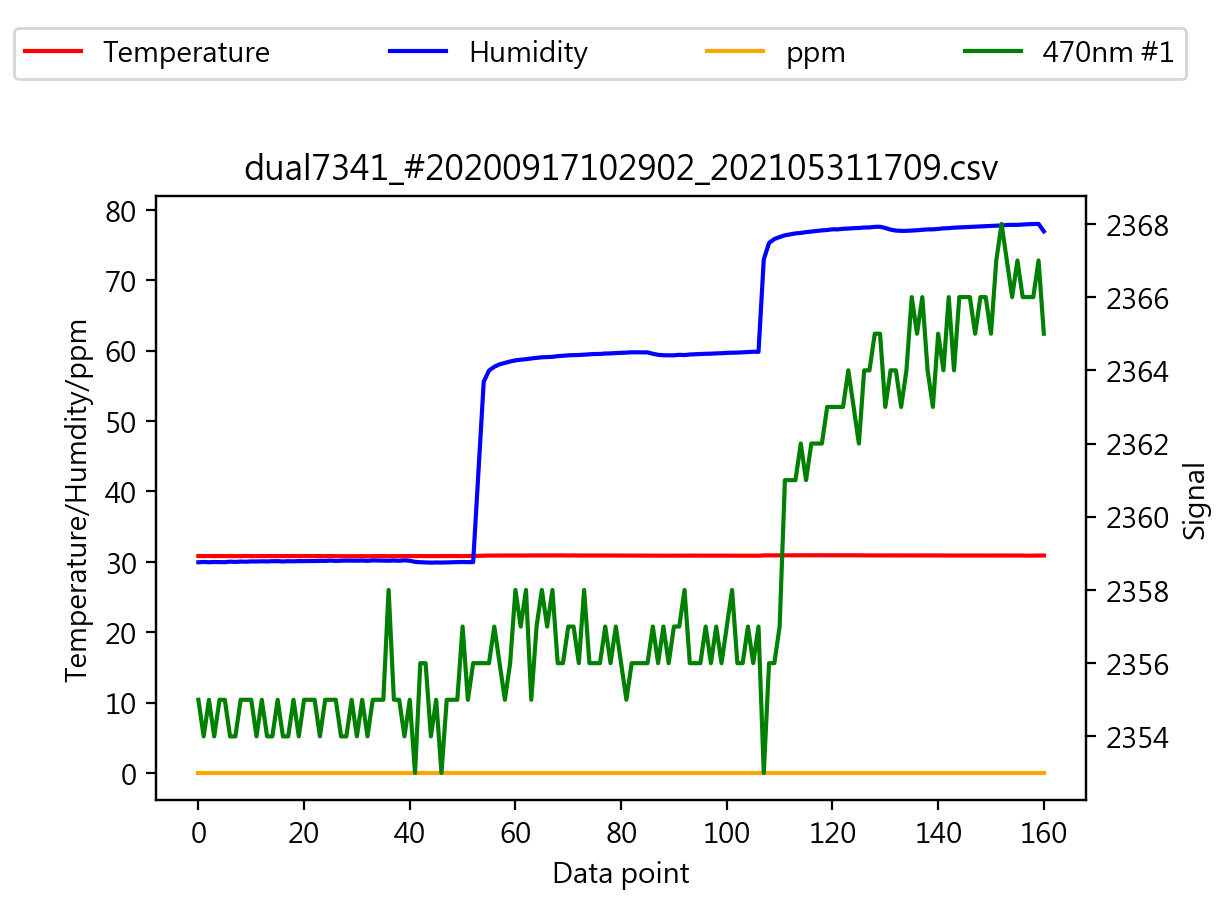 Temperature Humidity ppm 470nm #1
dual7341_#20200917102902_202105311709.csv
Temperature/Humdity/ppm
80
70
60
50
40
30
20
10
0
2368
2366
2364
2362
2360
2358
2356
2354
Signal
0 20 40 60 80 100 120 140 160
Data point